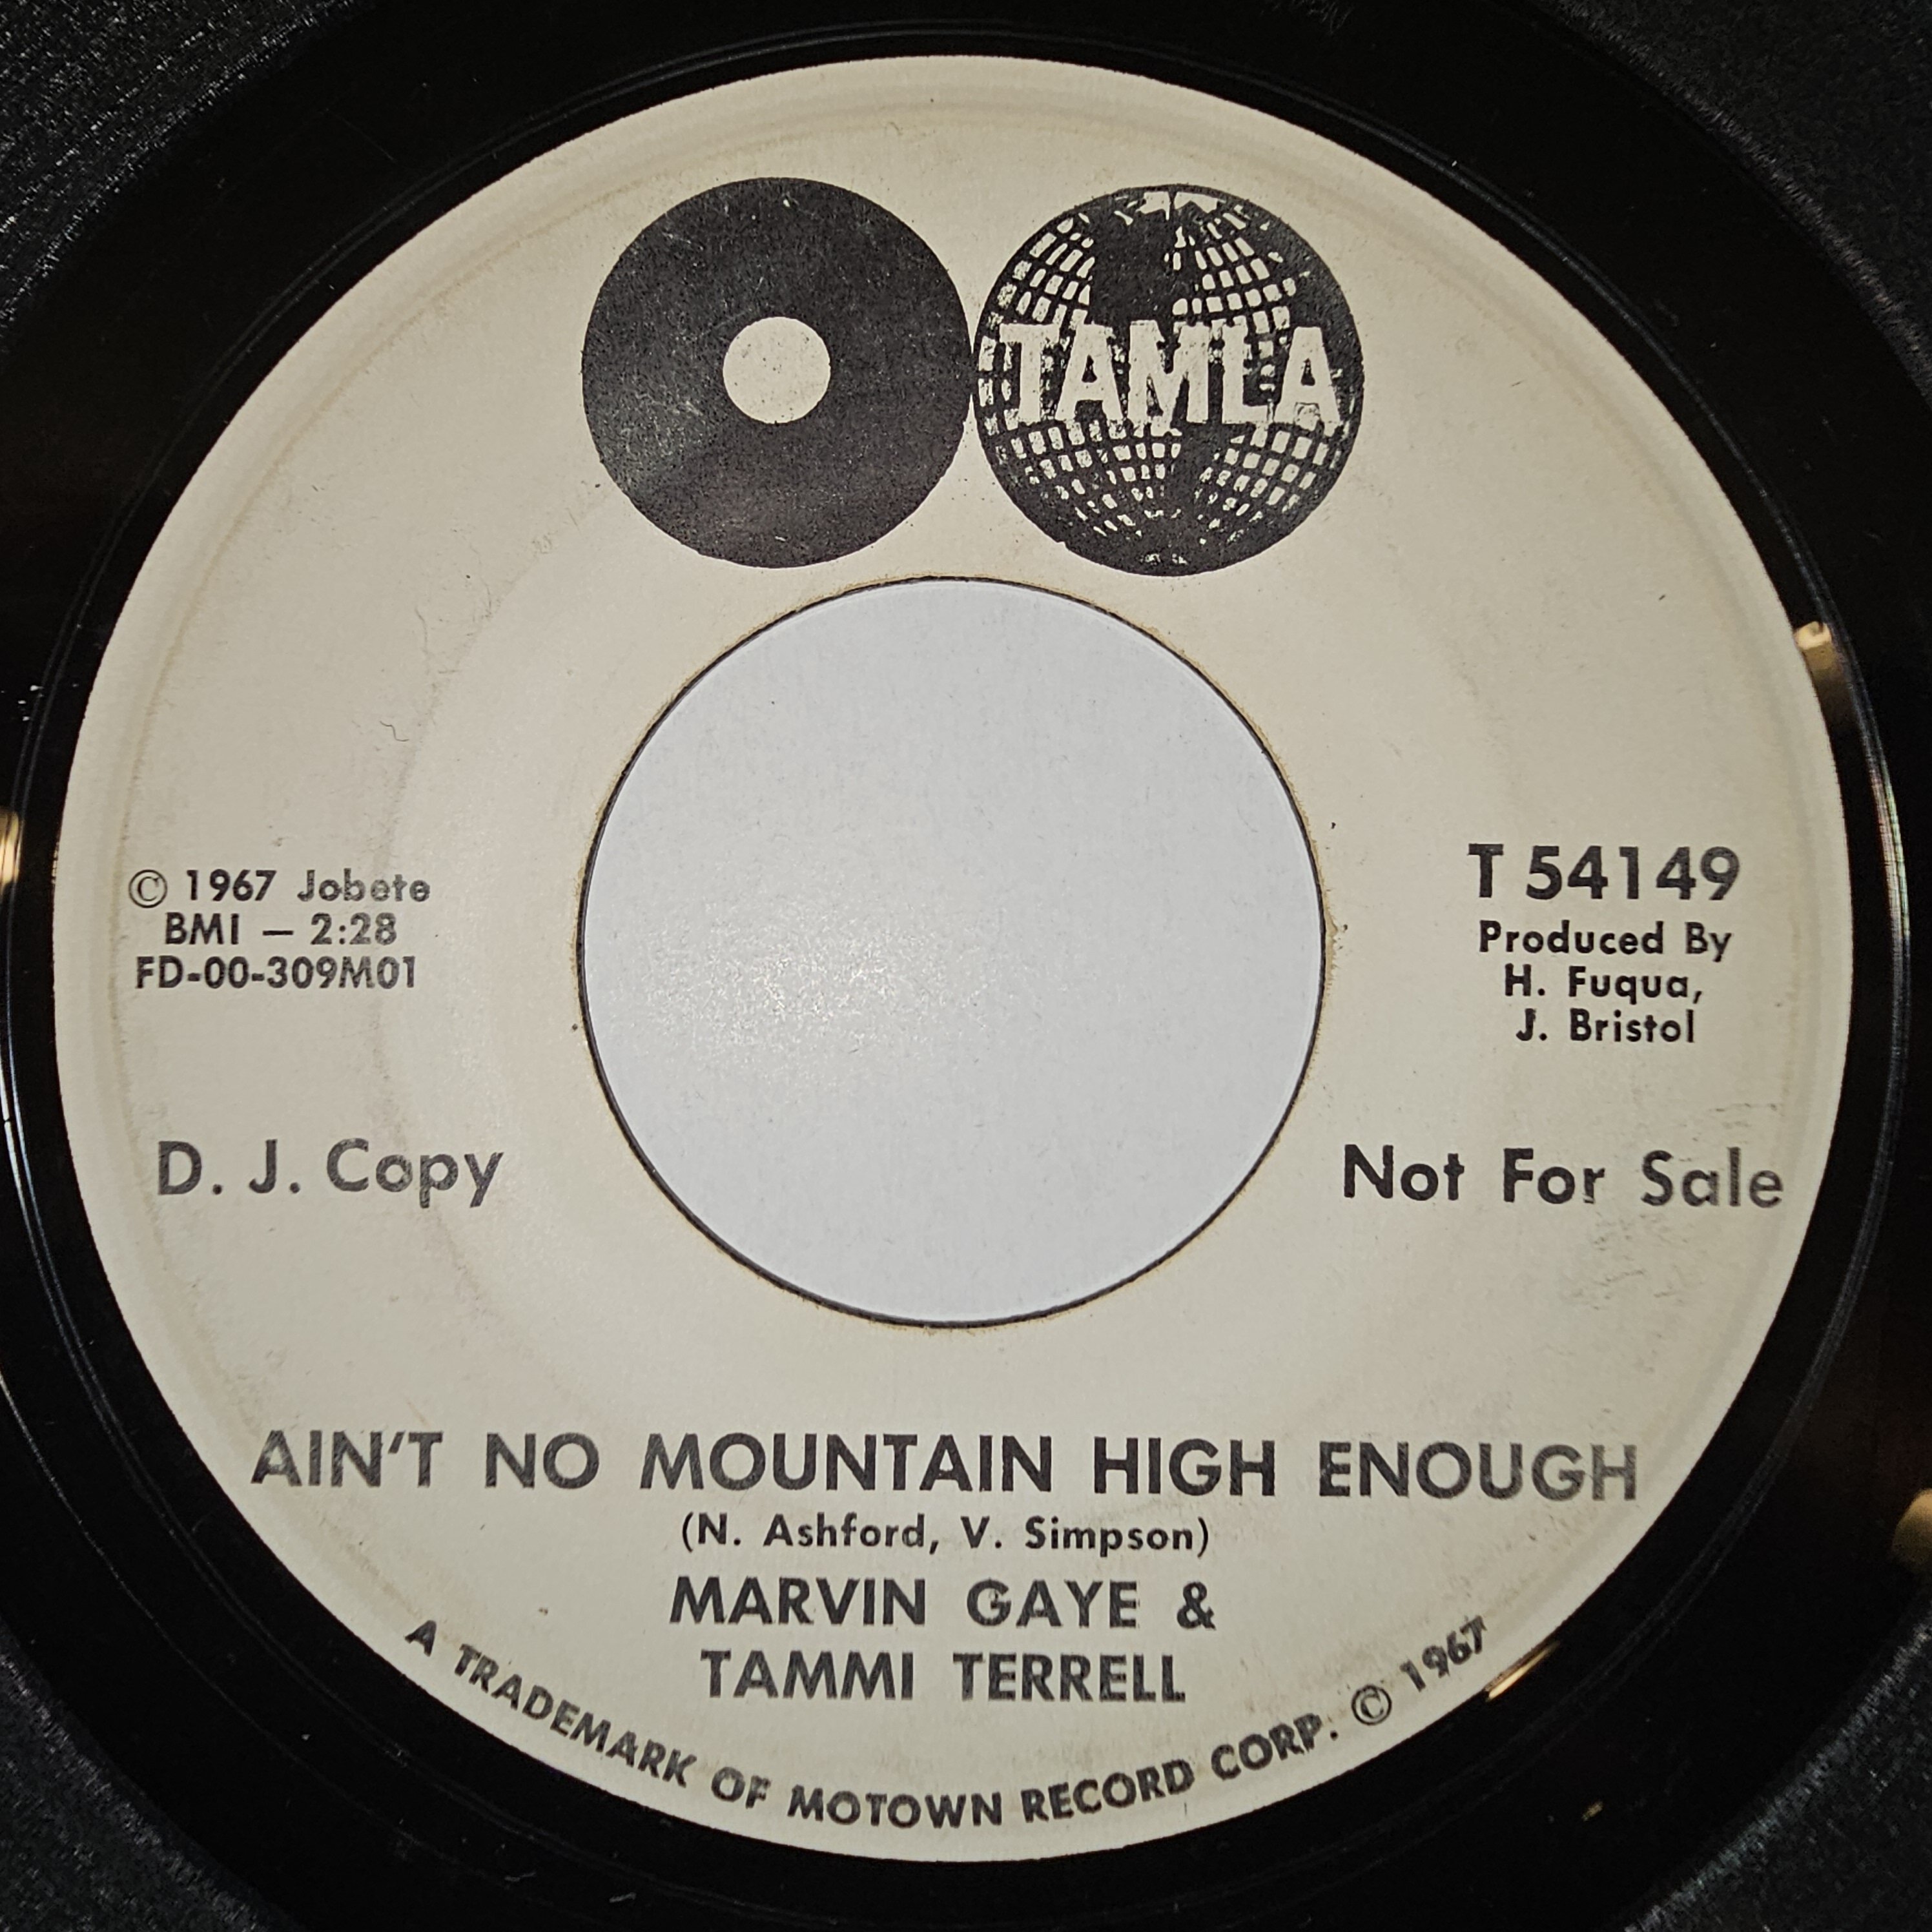 TAMLA
© 1967 Jobete
BMI — 2:28
FD-00-309M01
T 54149
Produced By
H. Fuqua,
J. Bristol
D. J. Copy
Not For Sale
AIN'T NO MOUNTAIN HIGH ENOUGH
(N. Ashford, V. Simpson)
MARVIN GAYE &
TAMMI TERRELL
A TRADEMARK OF MOTOWN RECORD CORP. © 1967